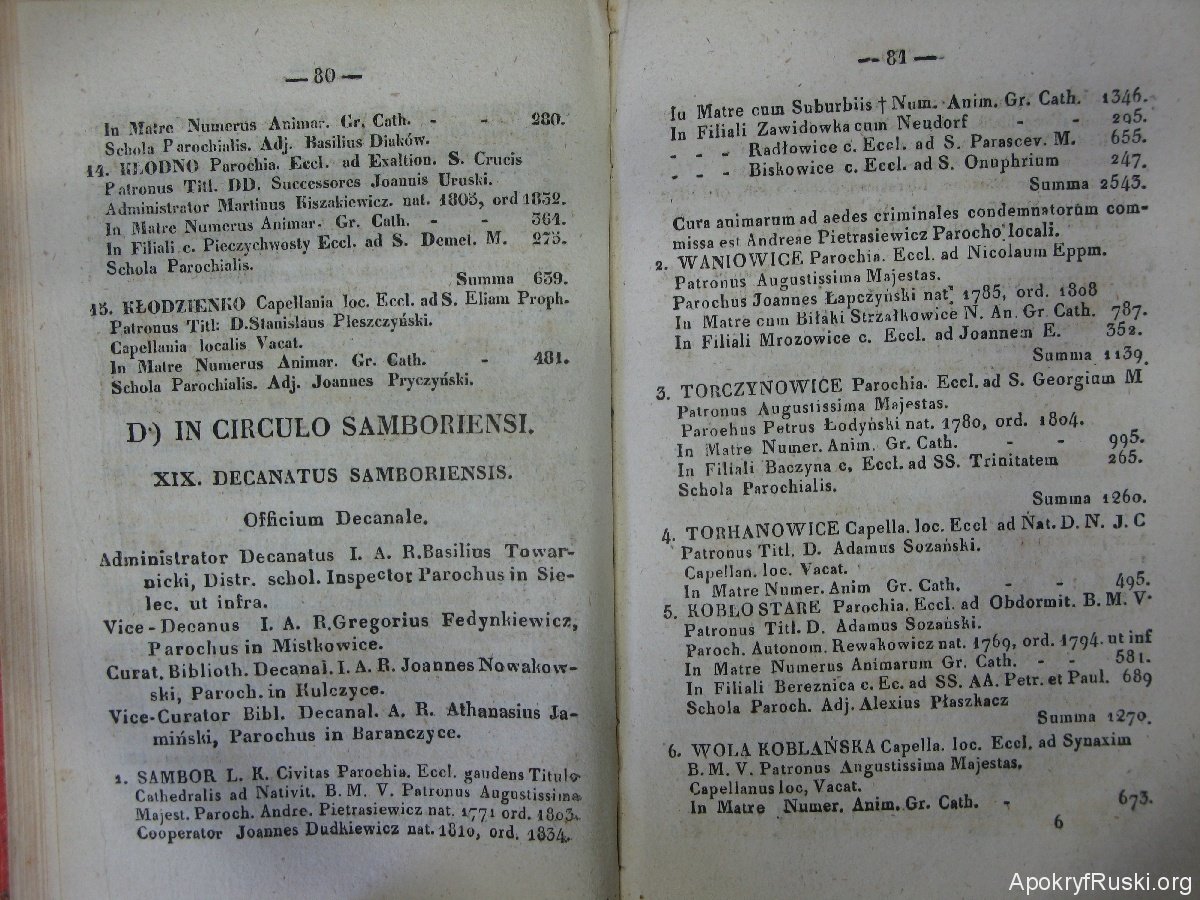 — 80 —
In Matre Numerus Animar. Gr. Cath. - - 280.
Schola Parochialis. Adj. Basilius Diaków.
14. KŁODNO Parochia. Eccl. ad Exaltion. S. Crucis
Patronus Titl. DD. Successores Joannis Uruski.
Administrator Martinus Kiszakiewicz. nat. 1803, ord 1832.
In Matre Numerus Animar. Gr. Cath. - - 364.
In Filiali c. Pieczychwosty Eccl. ad S. Demet. M. 275.
Schola Parochialis.
Summa 639.
15. KŁODZIENKO Capellania loc. Eccl. ad S. Eliam Proph.
Patronus Titl: D.Stanislaus Pleszczyński.
Capellania localis Vacat.
In Matre Numerus Animar. Gr. Cath. - 481.
Schola Parochialis. Adj. Joannes Pryczyński.
D.) IN CIRCULO SAMBORIENSI.
XIX. DECANATUS SAMBORIENSIS.
Officium Decanale.
Administrator Decanatus I. A. R.Basilius Towar-
nicki, Distr. schol. Inspector Parochus in Sie-
lec. ut infra.
Vice-Decanus I. A. R.Gregorius Fedynkiewicz,
Parochus in Mistkowice.
Curat. Biblioth. Decanal. I. A. R. Joannes Nowakow-
ski, Paroch. in Kulczyce.
Vice-Curator Bibl. Decanal. A. R. Athanasius Ja-
miński, Parochus in Baranczyce.
1. SAMBOR L. K. Civitas Parochia. Eccl. gaudens Titulo
Cathedralis ad Nativit. B. M. V. Patronus Augustissima
Majest. Paroch. Andre. Pietrasiewicz nat. 1771 ord. 1803.
Cooperator Joannes Dudkiewicz nat. 1810, ord. 1834.
— 81 —
In Matre cum Suburbiis † Num. Anim. Gr. Cath. 1346.
In Filiali Zawidowka cum Neudorf - - 295.
- - - Radłowice c. Eccl. ad S. Parascev. M. 655.
- - - Biskowice c. Eccl. ad S. Onuphrium 247.
Summa 2543.
Cura animarum ad aedes criminales condemnatorum com-
missa est Andreae Pietrasiewicz Parocho locali.
2. WANIOWICE Parochia. Eccl. ad Nicolaum Eppm.
Patronus Augustissima Majestas.
Parochus Joannes Łapczyński nat. 1785, ord. 1808
In Matre cum Biłaki Strzałkowice N. An. Gr. Cath. 787.
In Filiali Mrozowice c. Eccl. ad Joannem E. 352.
Summa 1139.
3. TORCZYNOWICE Parochia. Eccl. ad S. Georgium M
Patronus Augustissima Majestas.
Parochus Petrus Łodyński nat. 1780, ord. 1804.
In Matre Numer. Anim. Gr. Cath. - - 995.
In Filiali Baczyna c. Eccl. ad SS. Trinitatem 265.
Schola Parochialis.
Summa 1260.
4. TORHANOWICE Capella. loc. Eccl ad Nat. D. N. J. C
Patronus Titl. D. Adamus Sozański.
Capellan. loc. Vacat.
In Matre Numer. Anim Gr. Cath. - - 495.
5. KOBŁO STARE Parochia. Eccl. ad Obdormit. B. M. V.
Patronus Titl. D. Adamus Sozański.
Paroch. Autonom. Rewakowicz nat. 1769, ord. 1794. ut inf
In Matre Numerus Animarum Gr. Cath. - - 581.
In Filiali Bereznica c. Ec. ad SS. AA. Petr. et Paul. 689
Schola Paroch. Adj. Alexius Płaszkacz
Summa 1270.
6. WOLA KOBLAŃSKA Capella. loc. Eccl. ad Synaxim
B. M. V. Patronus Augustissima Majestas.
Capellanus loc, Vacat.
In Matre Numer. Anim. Gr. Cath. - 673.
6
ApokryfRuski.org